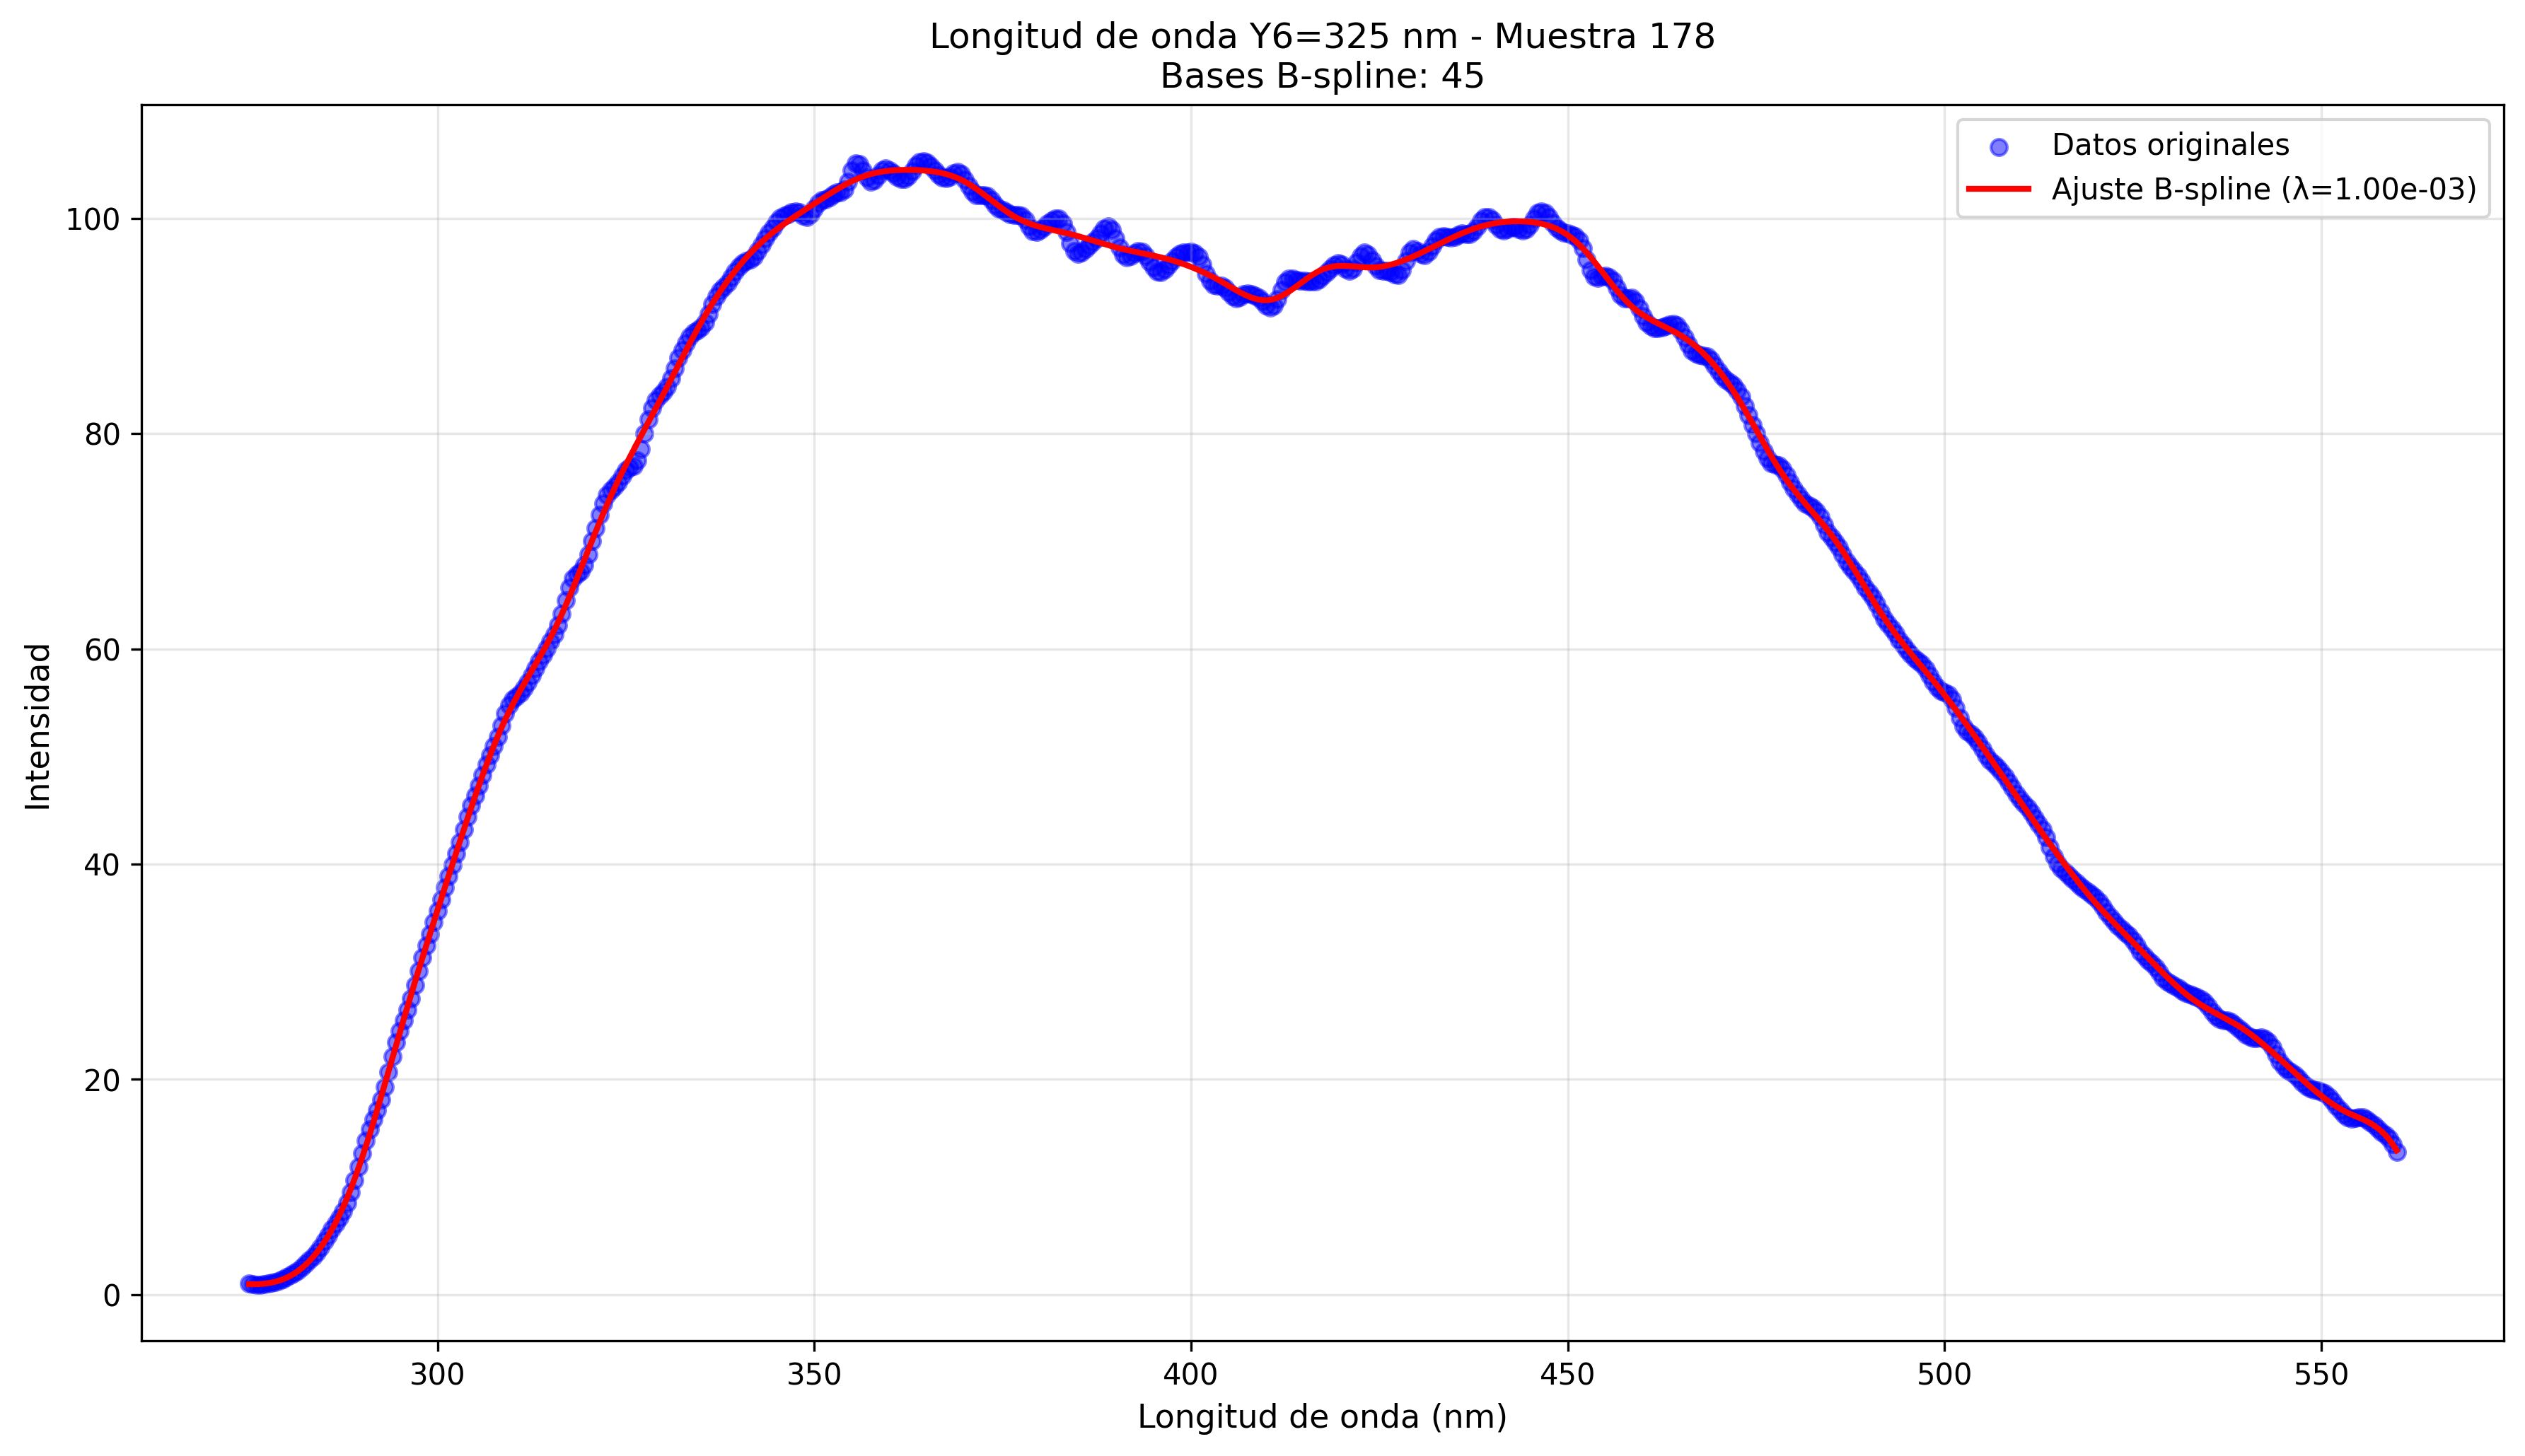 Longitud de onda Y6=325 nm - Muestra 178
Bases B-spline: 45
Datos originales
Ajuste B-spline (λ=1.00e-03)
Intensidad
100
80
60
40
20
0
300
350
400
450
500
550
Longitud de onda (nm)